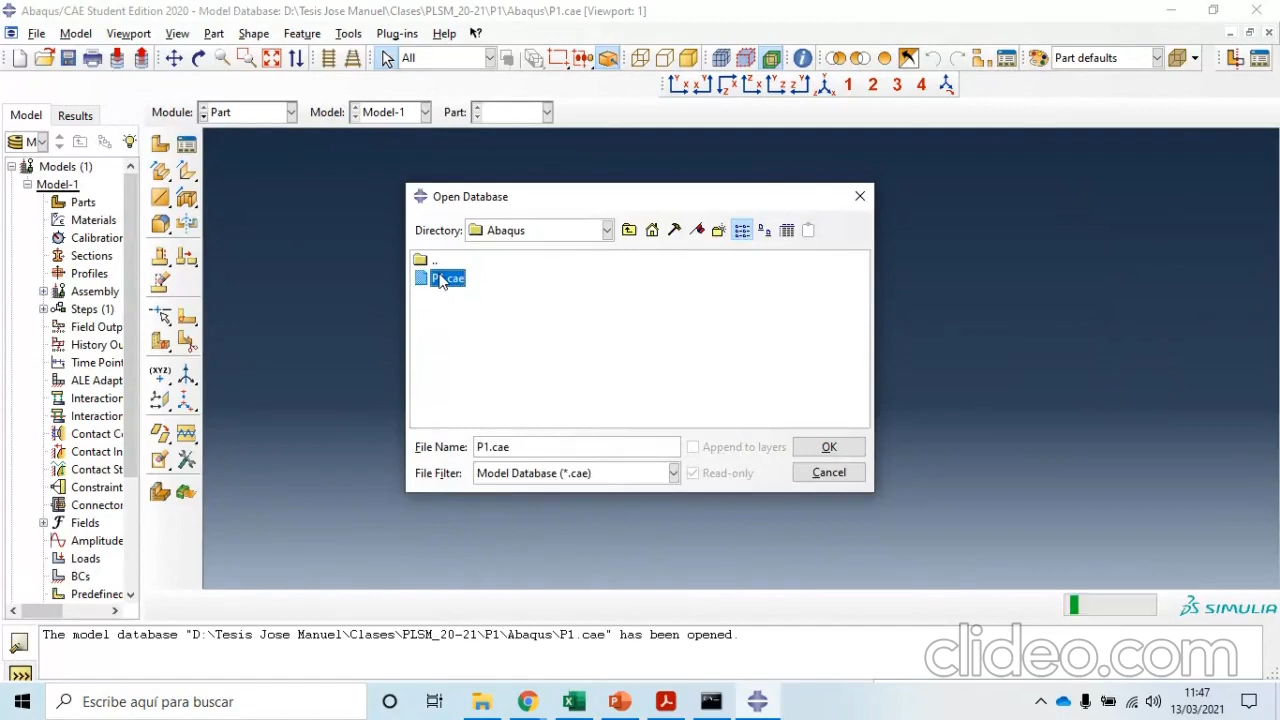 Abaqus/CAE Student Edition 2020 - Model Database: D:\Tesis Jose Manuel\Clases\PLSM_20-21\P1\Abaqus\P1.cae [Viewport: 1]
File Model Viewport View Part Shape Feature Tools Plug-ins Help
All
Part defaults
1 2 3 4
Model Results
Module: Part Model: Model-1 Part:
M
Models (1)
Model-1
Parts
Materials
Calibration
Sections
Profiles
Assembly
Steps (1)
Field Outp
History Ou
Time Point
ALE Adapt
Interaction
Interaction
Contact Co
Contact In
Contact St
Constraint
Connector
Fields
Amplitude
Loads
BCs
Predefined
(XYZ)
Open Database
Directory: Abaqus
..
P1.cae
File Name: P1.cae
Append to layers
OK
File Filter: Model Database (*.cae)
Read-only
Cancel
SIMULIA
The model database "D:\Tesis Jose Manuel\Clases\PLSM_20-21\P1\Abaqus\P1.cae" has been opened.
>>>
clideo.com
Escribe aquí para buscar
11:47
13/03/2021